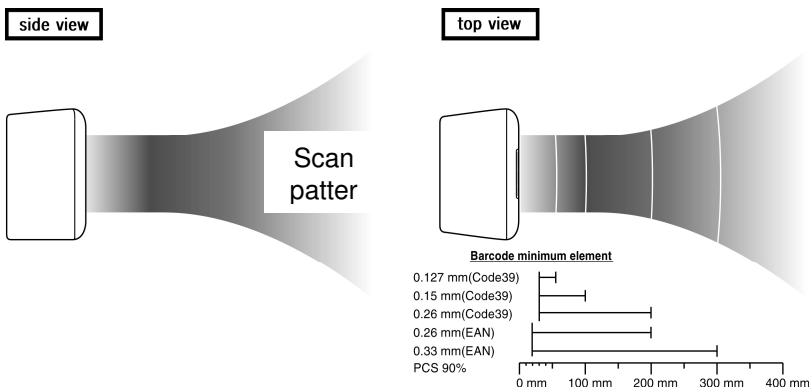 side view
top view
Scan
patter
Barcode minimum element
0.127 mm(Code39)
0.15 mm(Code39)
0.26 mm(Code39)
0.26 mm(EAN)
0.33 mm(EAN)
PCS 90%
0 mm 100 mm 200 mm 300 mm 400 mm